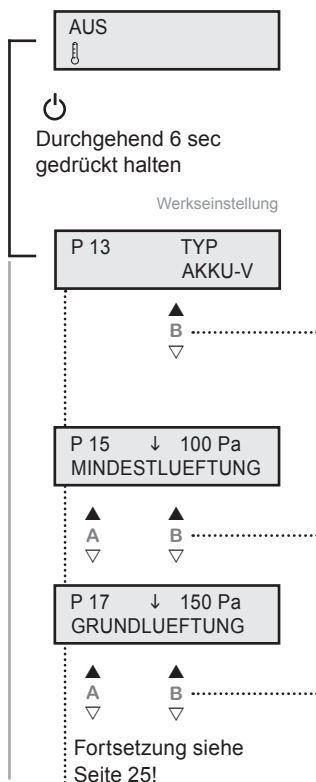 AUS
Durchgehend 6 sec
gedrückt halten
Werkseinstellung
P 13 TYP
AKKU-V
B
P 15 ↓ 100 Pa
MINDESTLUEFTUNG
A B
P 17 ↓ 150 Pa
GRUNDLUEFTUNG
A B
Fortsetzung siehe
Seite 25!